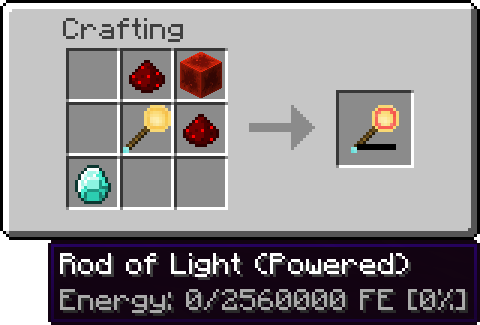 Crafting
Rod of Light (Powered)
Energy: 0/2560000 FE [0%]